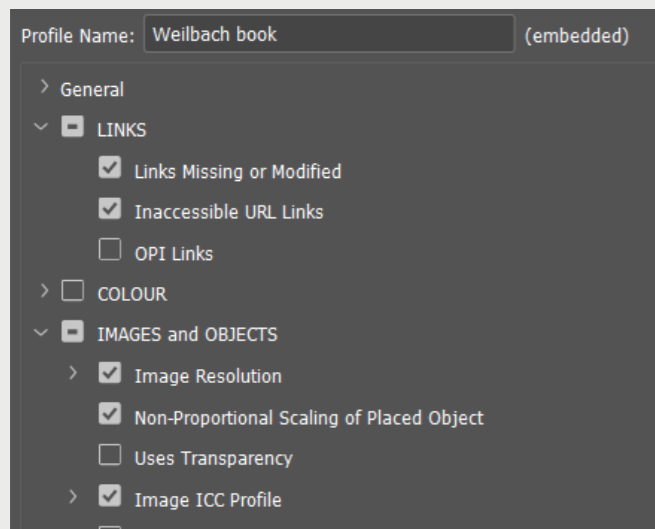 Profile Name: Weilbach book (embedded)
General
LINKS
Links Missing or Modified
Inaccessible URL Links
OPI Links
COLOUR
IMAGES and OBJECTS
Image Resolution
Non-Proportional Scaling of Placed Object
Uses Transparency
Image ICC Profile